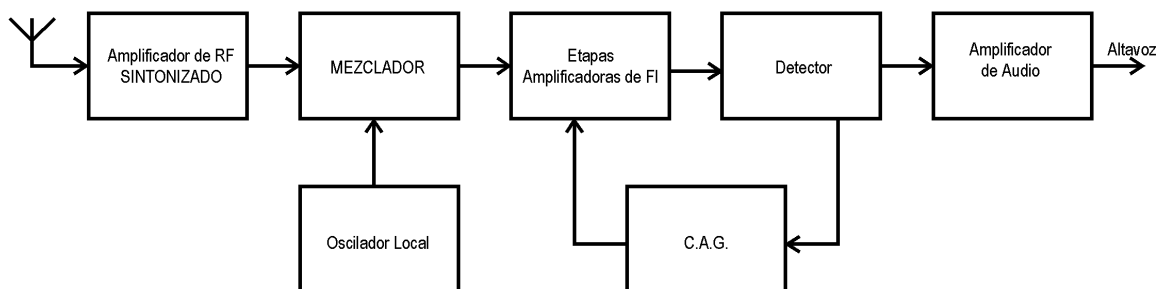 Amplificador de RF
SINTONIZADO
MEZCLADOR
Etapas
Amplificadoras de FI
Detector
Amplificador
de Audio
Altavoz
Oscilador Local
C.A.G.